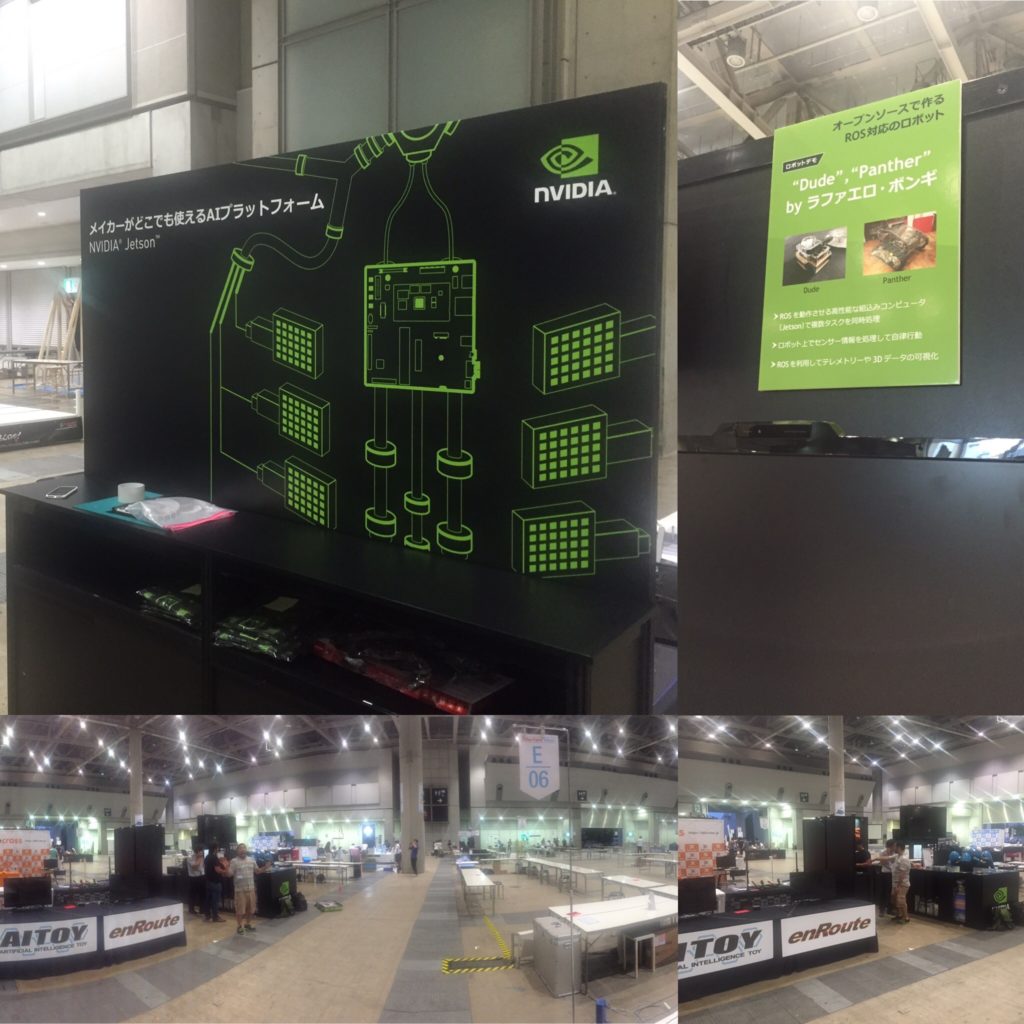 メイカーがどこでも使えるAIプラットフォーム
NVIDIA® Jetson™
NVIDIA.
オープンソースで作る
ROS対応のロボット
ロボットデモ
“Dude”, “Panther”
by ラファエロ・ボンギ
Dude
Panther
ROSを動作させる高性能な組込みコンピュータ
(Jetson)で複数タスクを同時処理
ロボット上でセンサー情報を処理して自律行動
ROSを利用してテレメトリーや3Dデータの可視化
E
06
across
AITOY
ARTIFICIAL INTELLIGENCE TOY
enRoute
AITOY
AL INTELLIGENCE TOY
enRoute